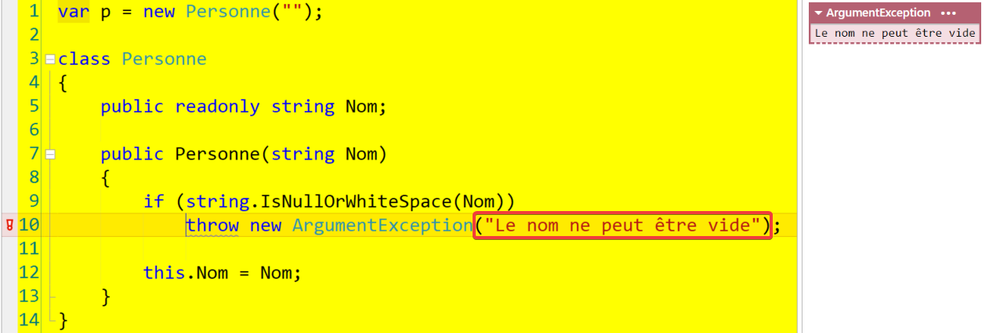 1 var p = new Personne("");
2
3 class Personne
4 {
5 public readonly string Nom;
6
7 public Personne(string Nom)
8 {
9 if (string.IsNullOrWhiteSpace(Nom))
10 throw new ArgumentException("Le nom ne peut être vide");
11
12 this.Nom = Nom;
13 }
14 }
ArgumentException •••
Le nom ne peut être vide